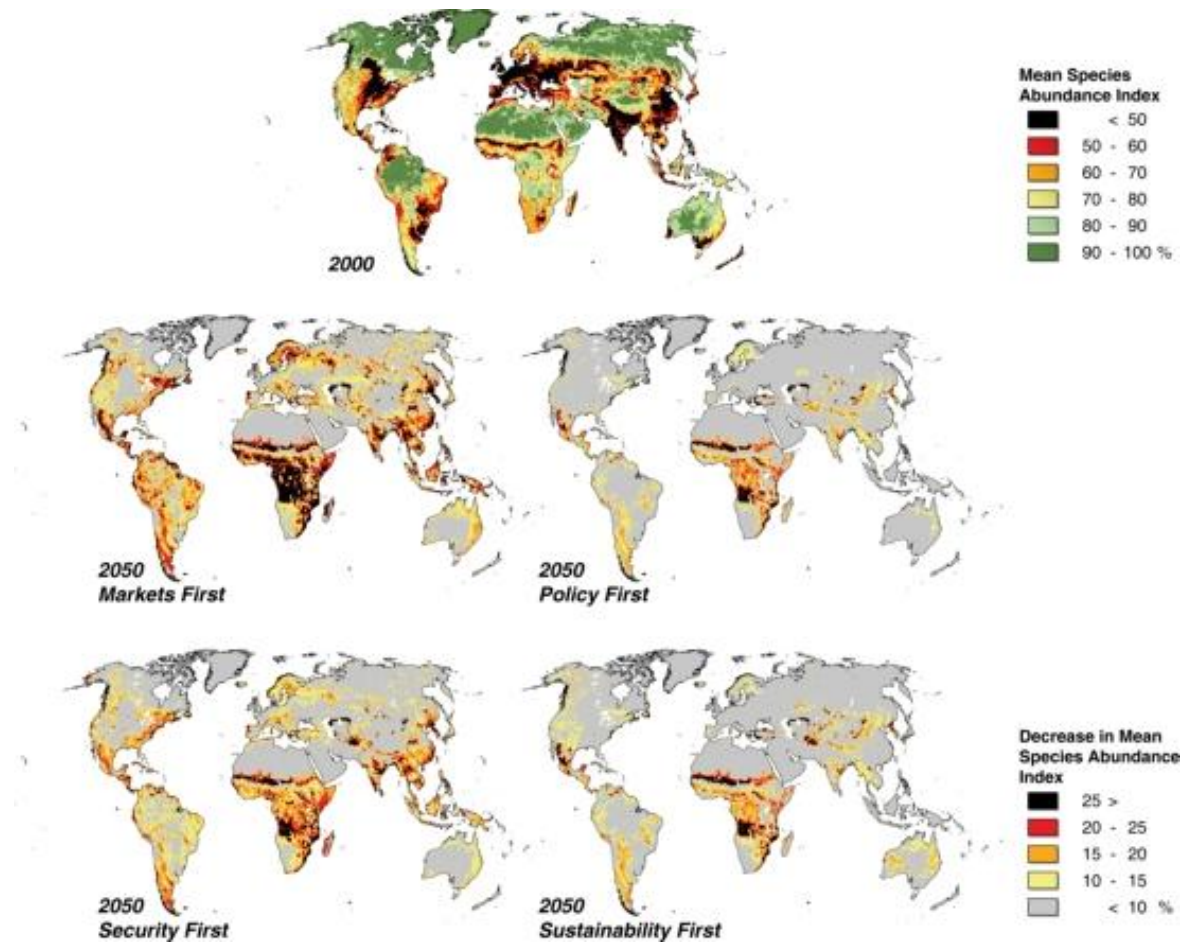 Mean Species
Abundance Index
< 50
50 - 60
60 - 70
70 - 80
80 - 90
90 - 100 %
2000
2050
Markets First
2050
Policy First
2050
Security First
2050
Sustainability First
Decrease in Mean
Species Abundance
Index
25 >
20 - 25
15 - 20
10 - 15
< 10 %